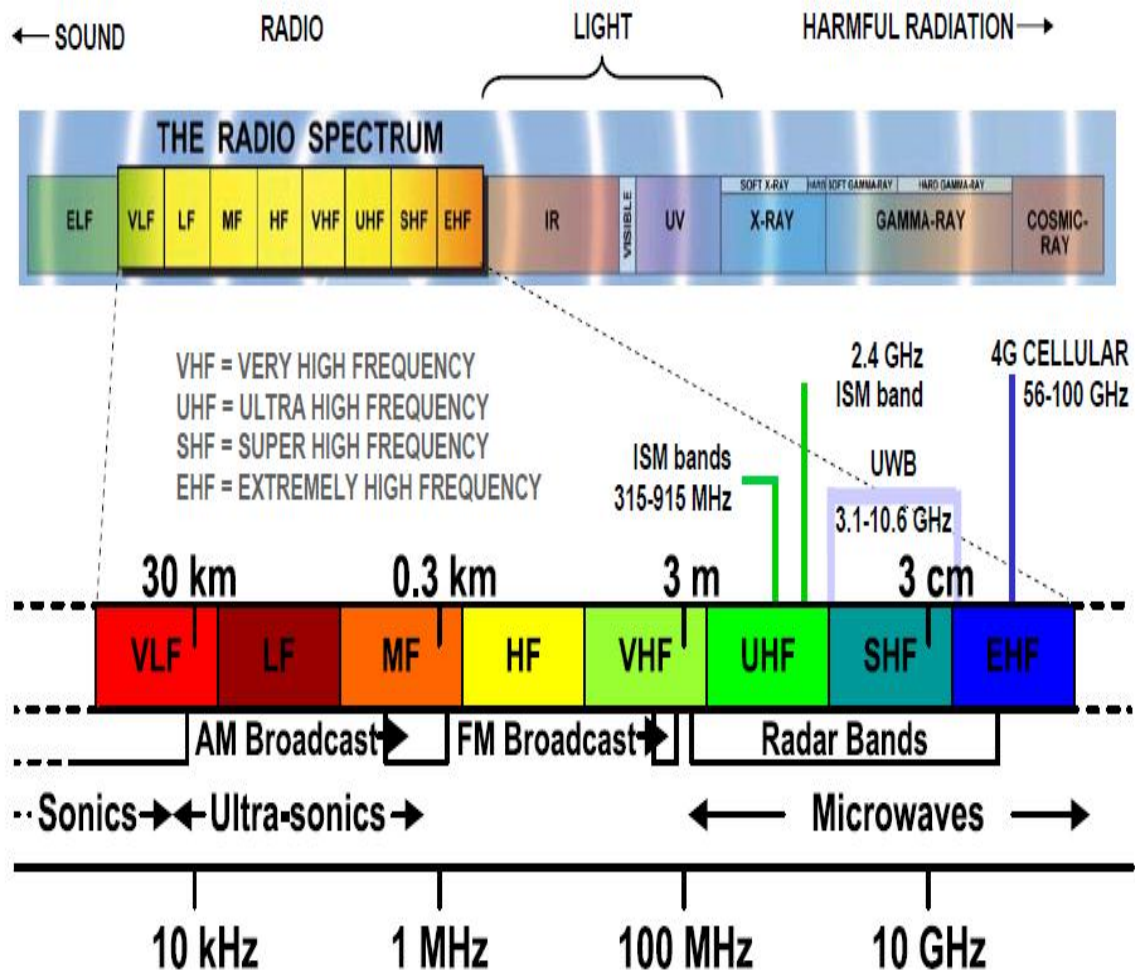 ← SOUND RADIO LIGHT HARMFUL RADIATION →
THE RADIO SPECTRUM
SOFT X-RAY HARD SOFT GAMMA-RAY HARD GAMMA-RAY
ELF VLF LF MF HF VHF UHF SHF EHF IR VISIBLE UV X-RAY GAMMA-RAY COSMIC-
RAY
VHF = VERY HIGH FREQUENCY
UHF = ULTRA HIGH FREQUENCY
SHF = SUPER HIGH FREQUENCY
EHF = EXTREMELY HIGH FREQUENCY
ISM bands
315-915 MHz
2.4 GHz
ISM band
UWB
3.1-10.6 GHz
4G CELLULAR
56-100 GHz
30 km 0.3 km 3 m 3 cm
VLF LF MF HF VHF UHF SHF EHF
AM Broadcast FM Broadcast Radar Bands
Sonics Ultra-sonics Microwaves
10 kHz 1 MHz 100 MHz 10 GHz